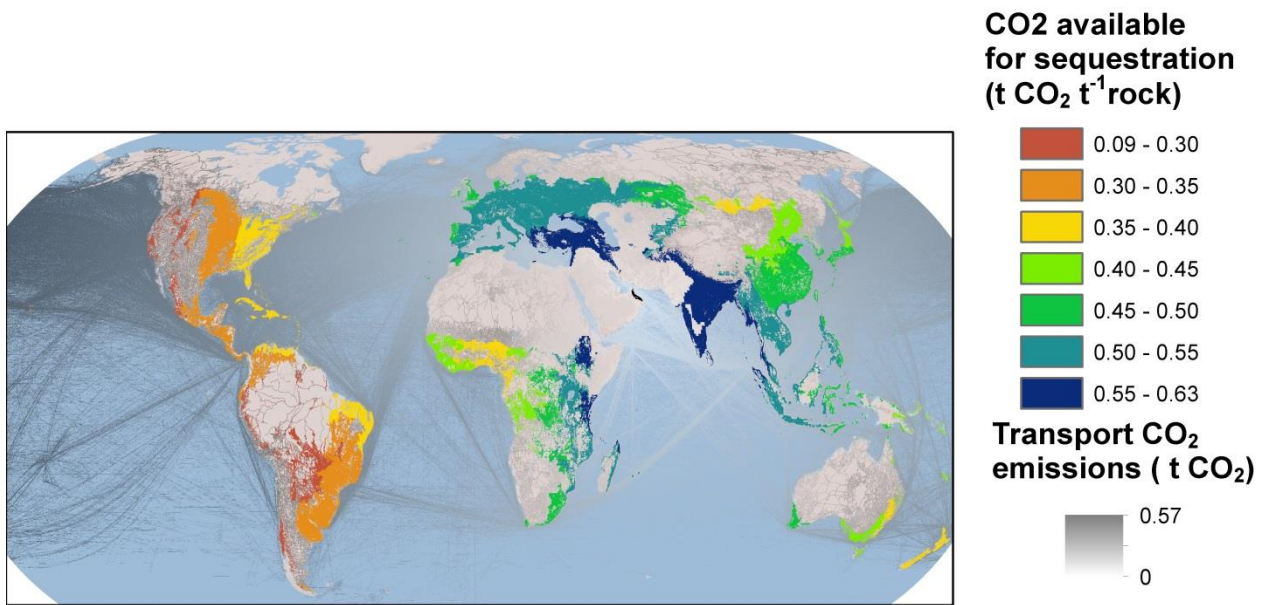 CO2 available
for sequestration
(t CO₂ t⁻¹rock)
0.09 - 0.30
0.30 - 0.35
0.35 - 0.40
0.40 - 0.45
0.45 - 0.50
0.50 - 0.55
0.55 - 0.63
Transport CO₂
emissions ( t CO₂)
0.57
0